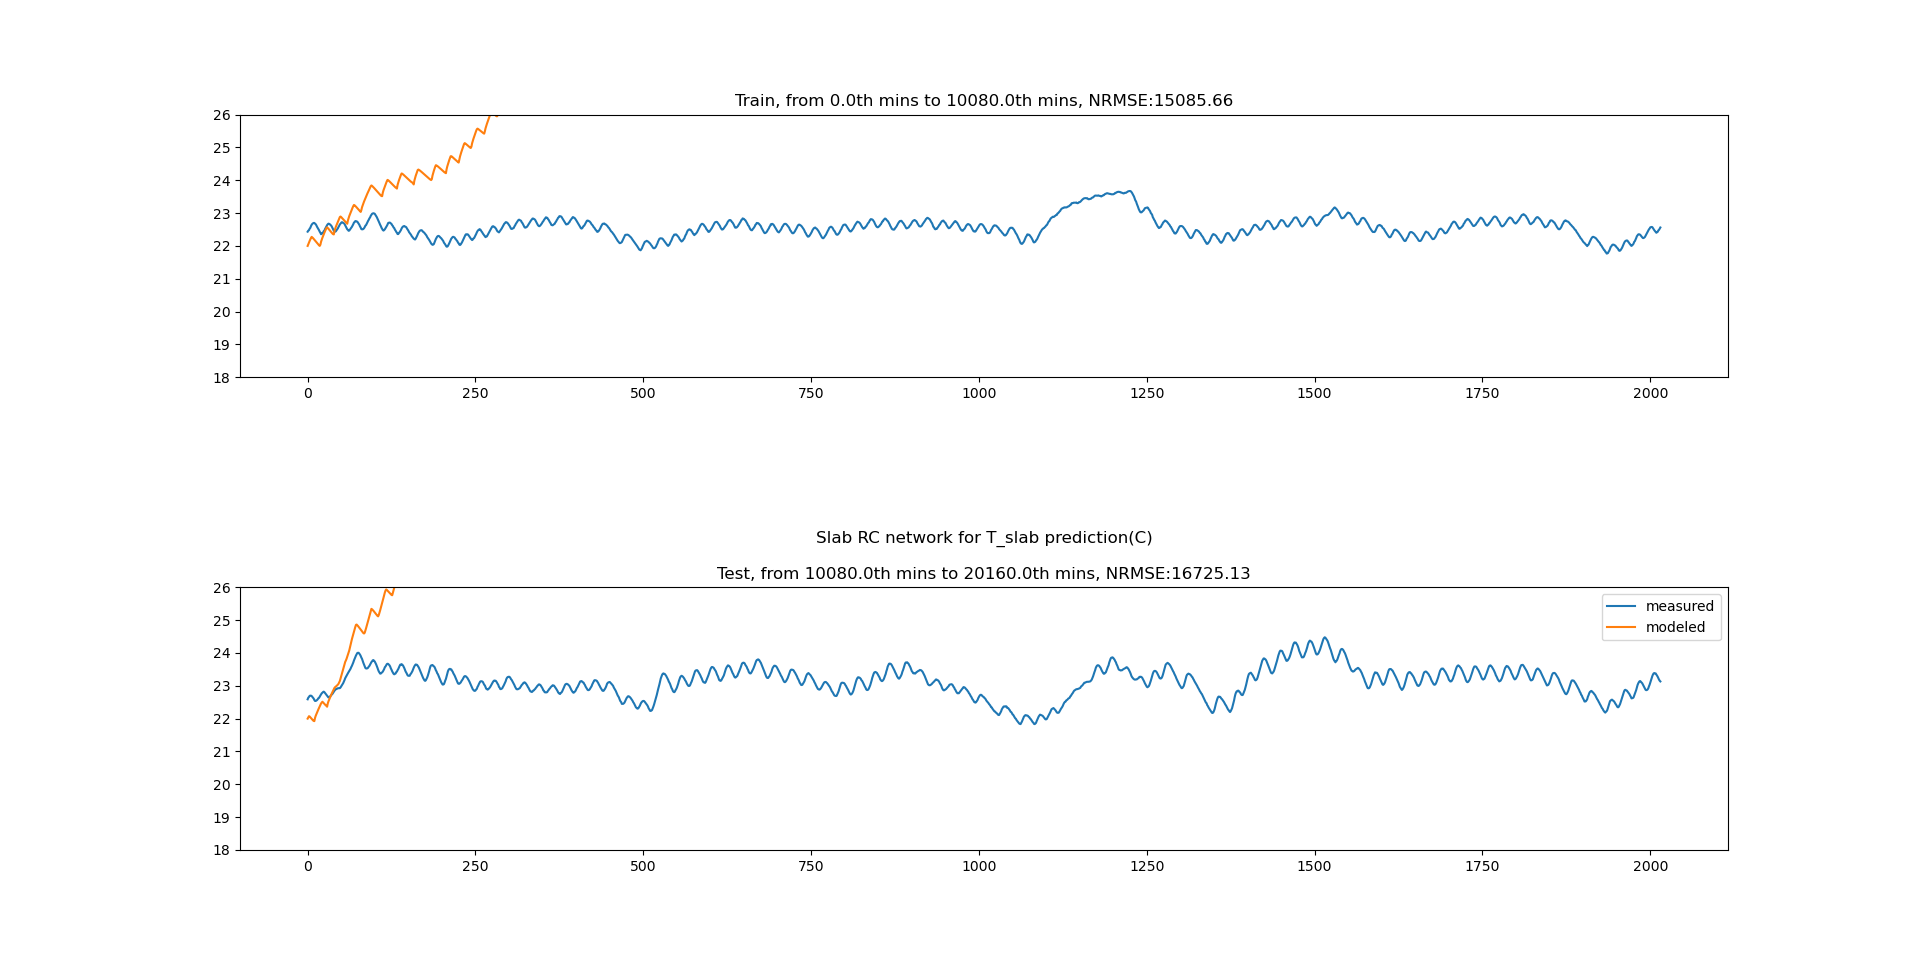 Train, from 0.0th mins to 10080.0th mins, NRMSE:15085.66
26
25
24
23
22
21
20
19
18
0 250 500 750 1000 1250 1500 1750 2000
Slab RC network for T_slab prediction(C)
Test, from 10080.0th mins to 20160.0th mins, NRMSE:16725.13
26
25
24
23
22
21
20
19
18
measured
modeled
0 250 500 750 1000 1250 1500 1750 2000